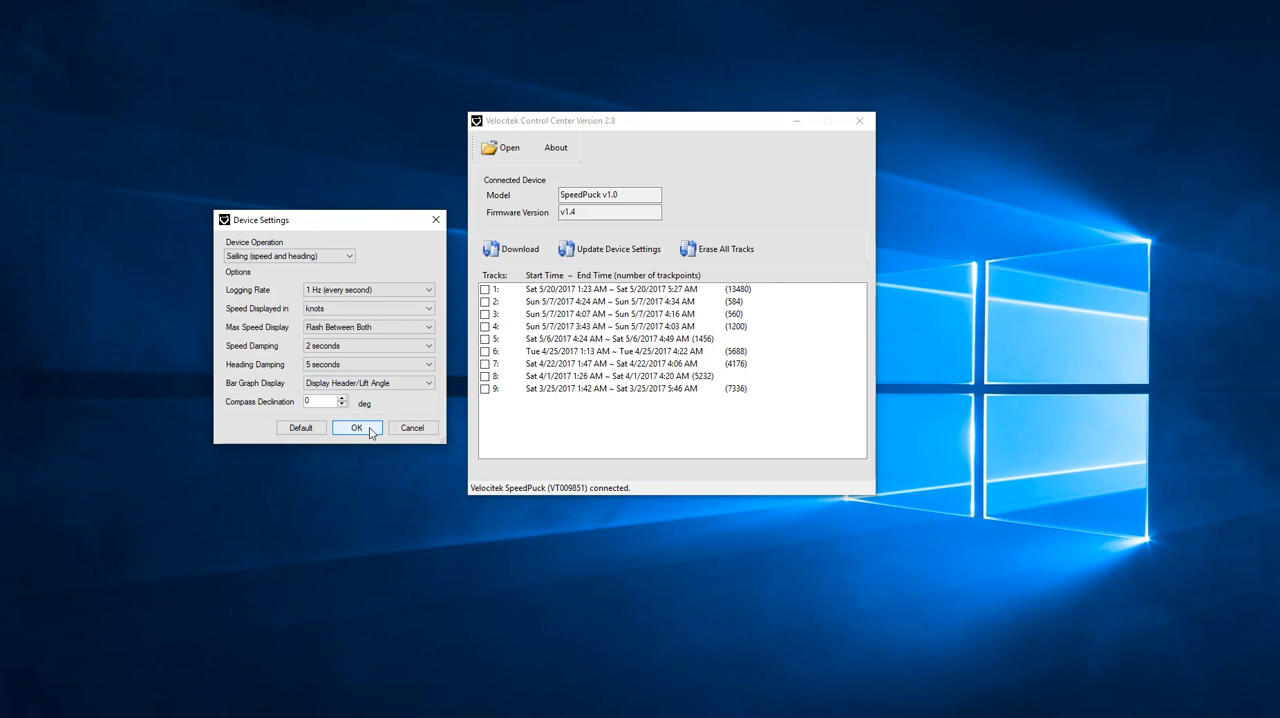 Device Settings
Device Operation
Sailing (speed and heading)
Options
Logging Rate 1 Hz (every second)
Speed Displayed in knots
Max Speed Display Flash Between Both
Speed Damping 2 seconds
Heading Damping 5 seconds
Bar Graph Display Display Header/Lift Angle
Compass Declination 0 deg
Default OK Cancel
Velocitek Control Center Version 2.8
Open About
Connected Device
Model SpeedPuck v1.0
Firmware Version v1.4
Download Update Device Settings Erase All Tracks
Tracks: Start Time ~ End Time (number of trackpoints)
1: Sat 5/20/2017 1:23 AM ~ Sat 5/20/2017 5:27 AM (13480)
2: Sun 5/7/2017 4:24 AM ~ Sun 5/7/2017 4:34 AM (584)
3: Sun 5/7/2017 4:07 AM ~ Sun 5/7/2017 4:16 AM (560)
4: Sun 5/7/2017 3:43 AM ~ Sun 5/7/2017 4:03 AM (1200)
5: Sat 5/6/2017 4:24 AM ~ Sat 5/6/2017 4:49 AM (1456)
6: Tue 4/25/2017 1:13 AM ~ Tue 4/25/2017 4:22 AM (5688)
7: Sat 4/22/2017 1:47 AM ~ Sat 4/22/2017 4:06 AM (4176)
8: Sat 4/1/2017 1:26 AM ~ Sat 4/1/2017 4:20 AM (5232)
9: Sat 3/25/2017 1:42 AM ~ Sat 3/25/2017 5:46 AM (7336)
Velocitek SpeedPuck (VT009851) connected.